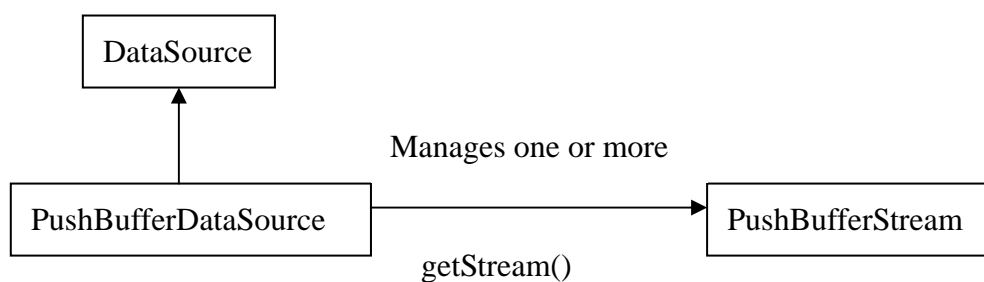 DataSource
Manages one or more
PushBufferDataSource
PushBufferStream
getStream()